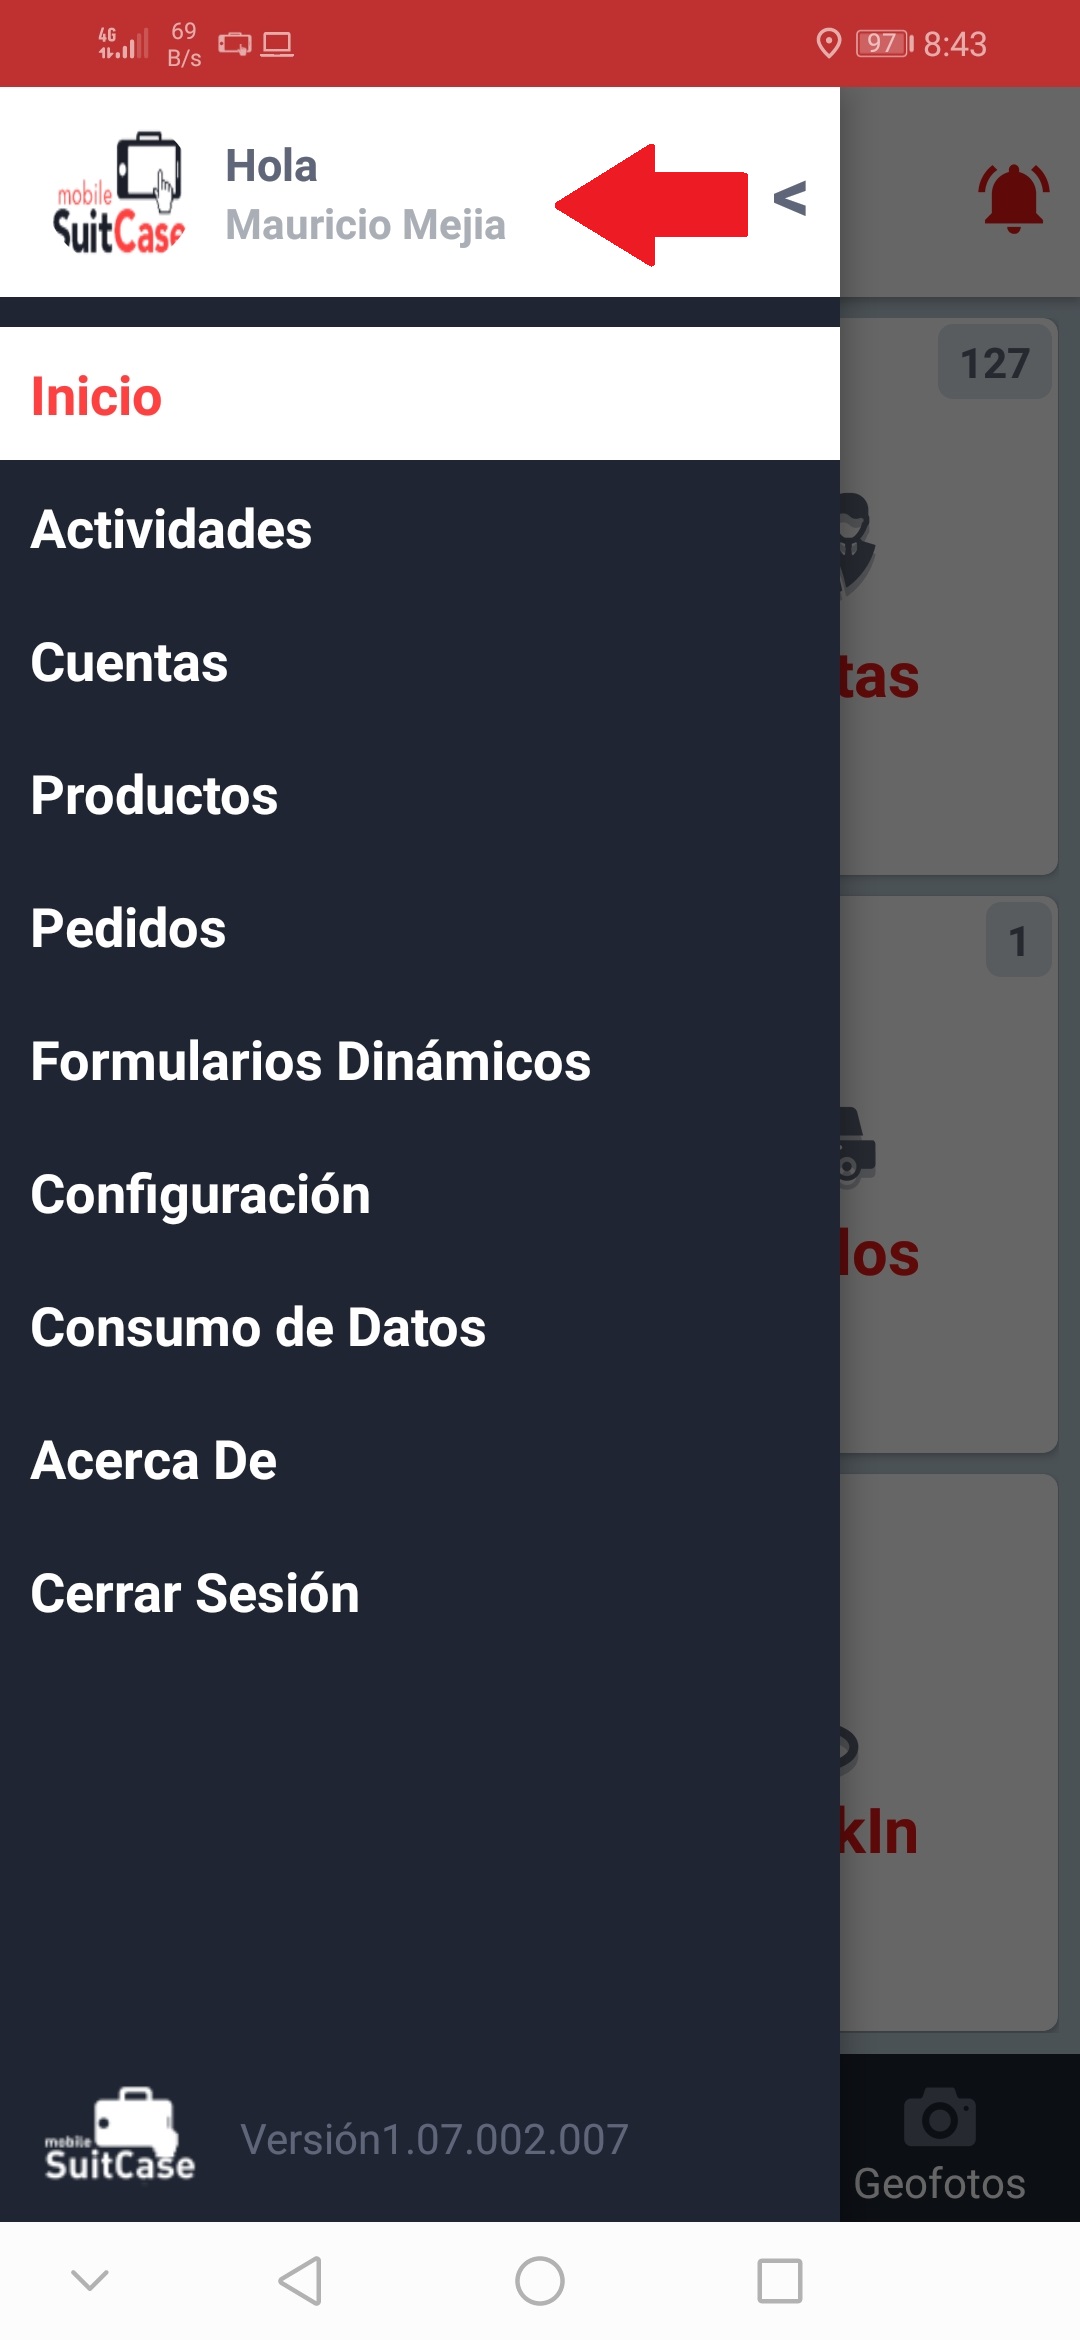 4G 69 B/s 97 8:43
mobile
SuitCase
Hola
Mauricio Mejia
<
Inicio
127
Actividades
Cuentas
tas
Productos
Pedidos
1
Formularios Dinámicos
Configuración
los
Consumo de Datos
Acerca De
Cerrar Sesión
kIn
mobile
SuitCase
Versión1.07.002.007
Geofotos